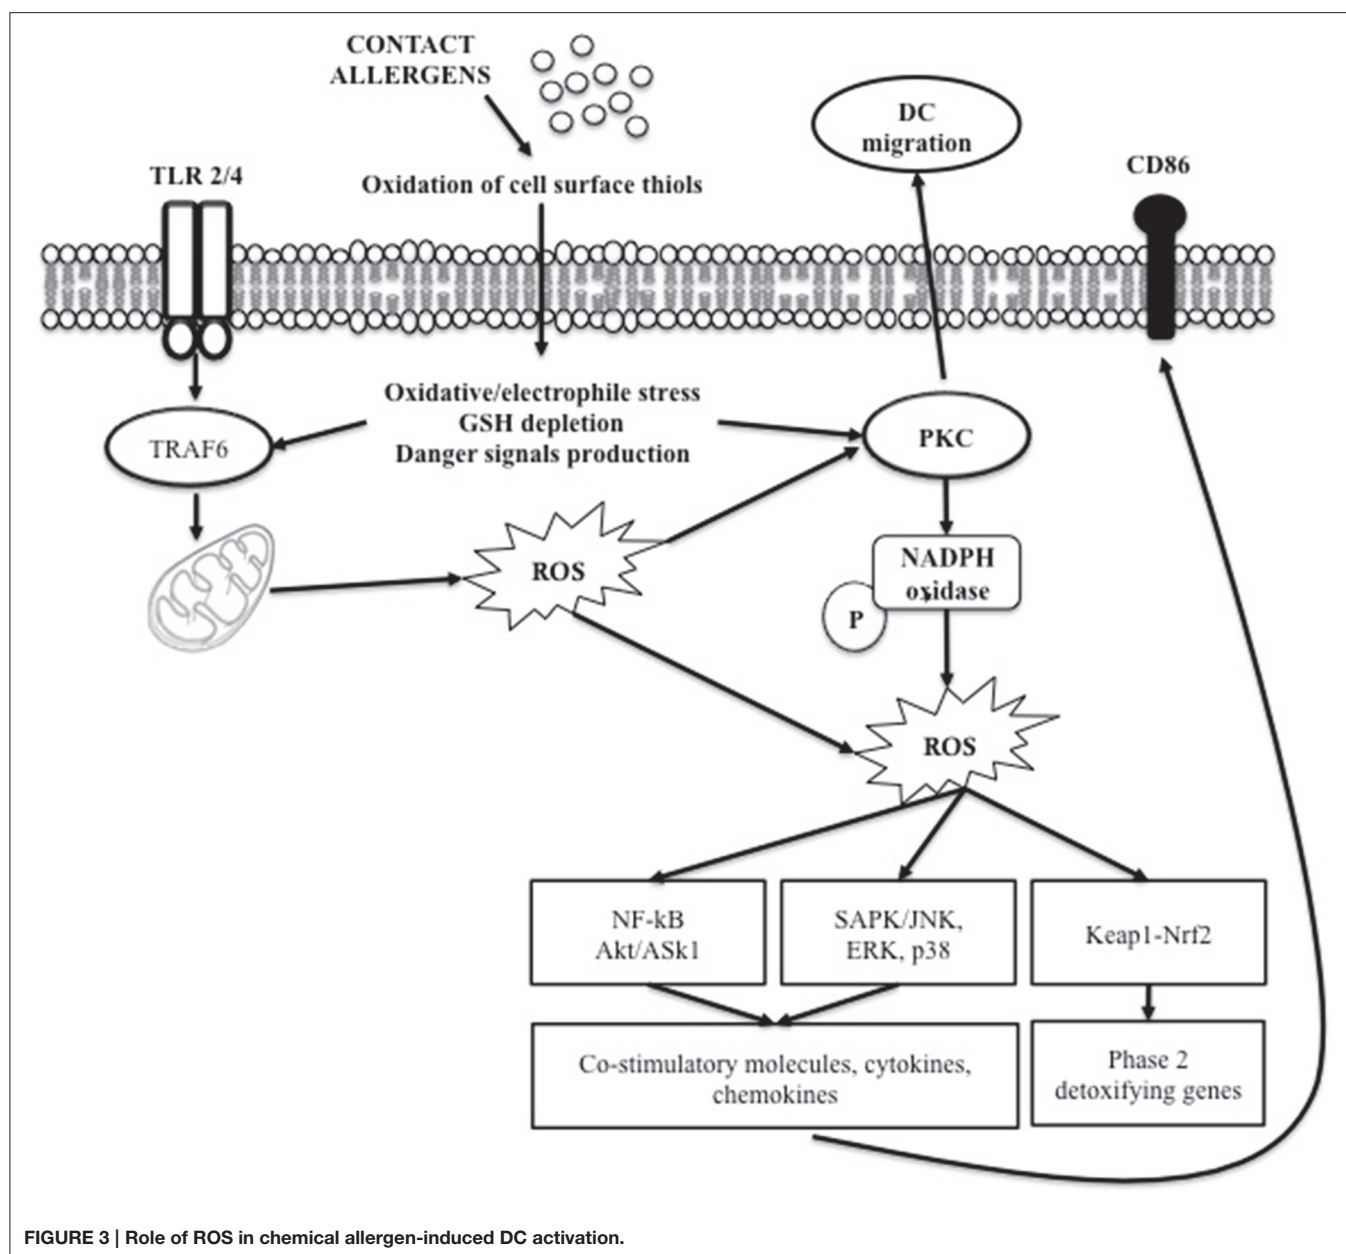 CONTACT
ALLERGENS
DC
migration
CD86
TLR 2/4
Oxidation of cell surface thiols
Oxidative/electrophile stress
GSH depletion
Danger signals production
TRAF6
PKC
ROS
NADPH
oxidase
P
ROS
NF-kB
Akt/ASk1
SAPK/JNK,
ERK, p38
Keap1-Nrf2
Co-stimulatory molecules, cytokines,
chemokines
Phase 2
detoxifying genes
FIGURE 3 | Role of ROS in chemical allergen-induced DC activation.